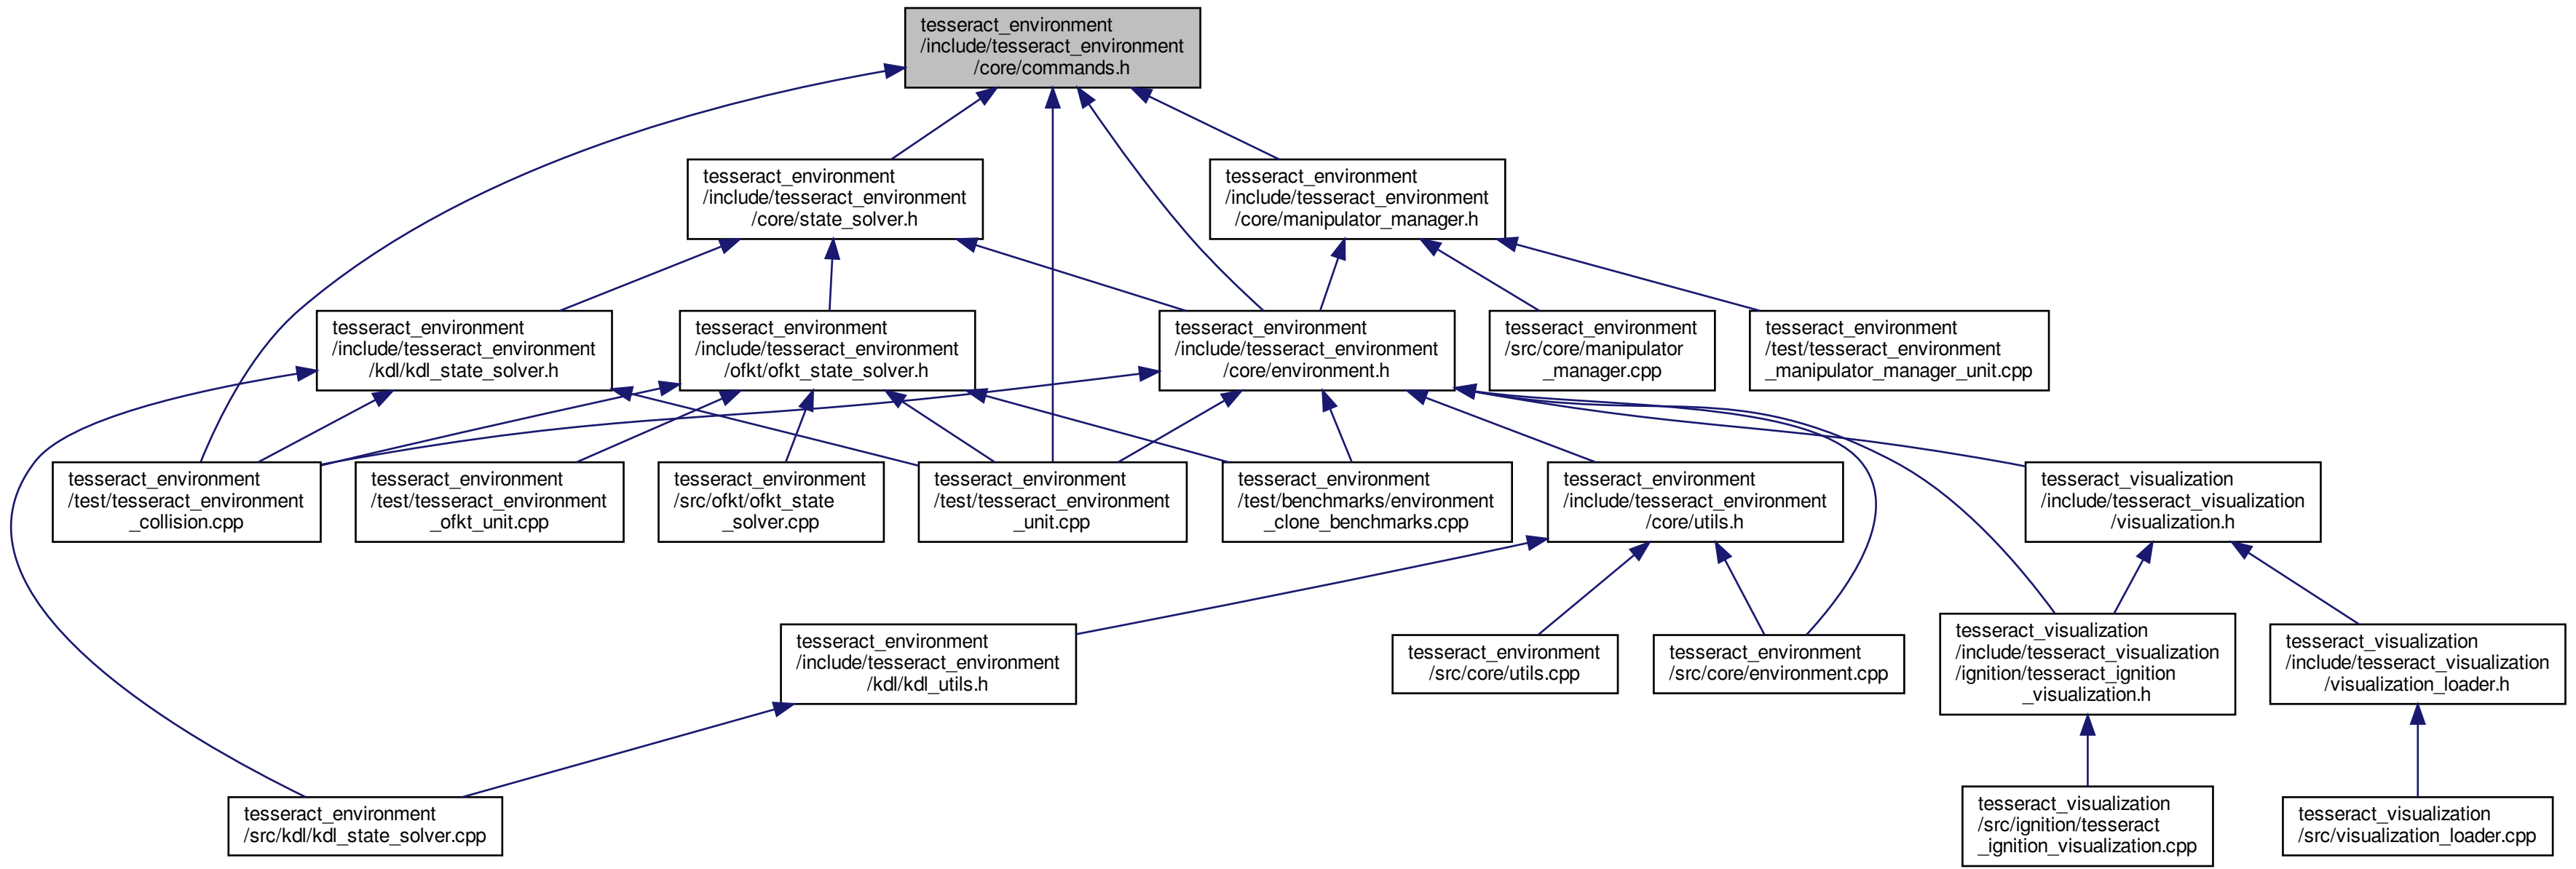 tesseract_environment
/include/tesseract_environment
/core/commands.h
tesseract_environment
/include/tesseract_environment
/core/state_solver.h
tesseract_environment
/include/tesseract_environment
/core/manipulator_manager.h
tesseract_environment
/include/tesseract_environment
/kdl/kdl_state_solver.h
tesseract_environment
/include/tesseract_environment
/ofkt/ofkt_state_solver.h
tesseract_environment
/include/tesseract_environment
/core/environment.h
tesseract_environment
/src/core/manipulator
_manager.cpp
tesseract_environment
/test/tesseract_environment
_manipulator_manager_unit.cpp
tesseract_environment
/test/tesseract_environment
_collision.cpp
tesseract_environment
/test/tesseract_environment
_ofkt_unit.cpp
tesseract_environment
/src/ofkt/ofkt_state
_solver.cpp
tesseract_environment
/test/tesseract_environment
_unit.cpp
tesseract_environment
/test/benchmarks/environment
_clone_benchmarks.cpp
tesseract_environment
/include/tesseract_environment
/core/utils.h
tesseract_visualization
/include/tesseract_visualization
/visualization.h
tesseract_environment
/include/tesseract_environment
/kdl/kdl_utils.h
tesseract_environment
/src/core/utils.cpp
tesseract_environment
/src/core/environment.cpp
tesseract_visualization
/include/tesseract_visualization
/ignition/tesseract_ignition
_visualization.h
tesseract_visualization
/include/tesseract_visualization
/visualization_loader.h
tesseract_environment
/src/kdl/kdl_state_solver.cpp
tesseract_visualization
/src/ignition/tesseract
_ignition_visualization.cpp
tesseract_visualization
/src/visualization_loader.cpp